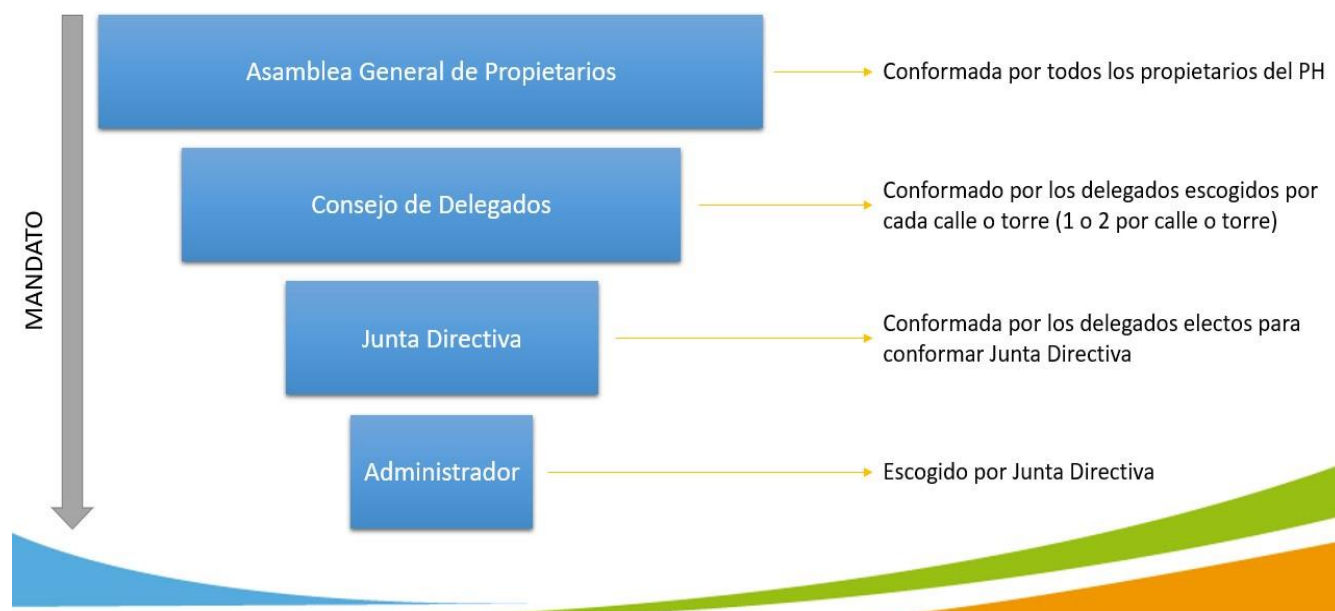 MANDATO
Asamblea General de Propietarios
Conformada por todos los propietarios del PH
Consejo de Delegados
Conformado por los delegados escogidos por
cada calle o torre (1 o 2 por calle o torre)
Junta Directiva
Conformada por los delegados electos para
conformar Junta Directiva
Administrador
Escogido por Junta Directiva